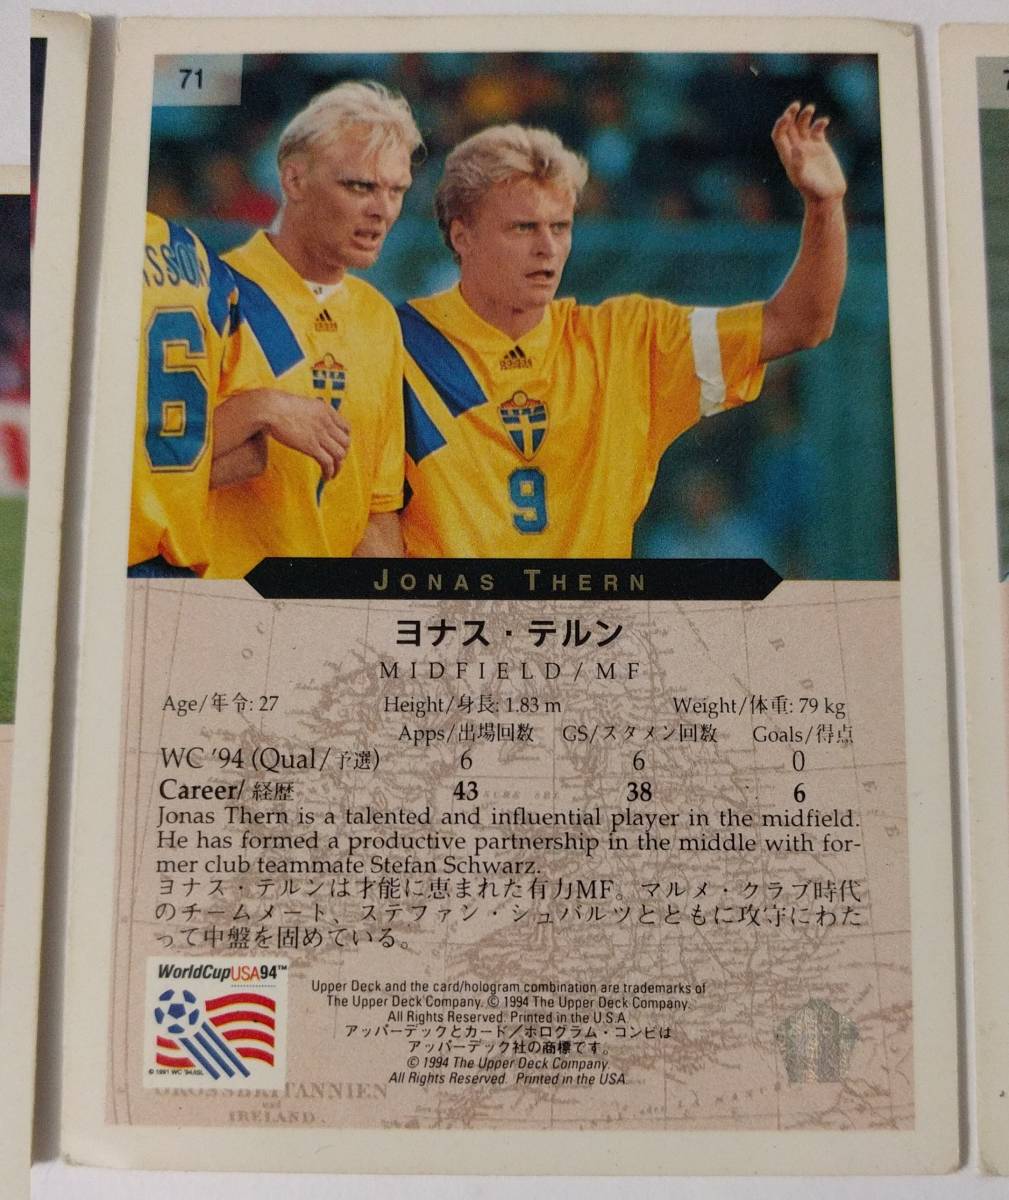 71
SSON
6
9
JONAS THERN
ヨナス・テルン
MIDFIELD/MF
Age/年令: 27 Height/身長: 1.83 m Weight/体重: 79 kg
Apps/出場回数 GS/スタメン回数 Goals/得点
WC '94 (Qual/予選) 6 6 0
Career/経歴 43 38 6
Jonas Thern is a talented and influential player in the midfield.
He has formed a productive partnership in the middle with for-
mer club teammate Stefan Schwarz.
ヨナス・テルンは才能に恵まれた有力MF。マルメ・クラブ時代
のチームメート、ステファン・シュバルツとともに攻守にわた
って中盤を固めている。
WorldCupUSA94™
© 1991 WC '94/ISL
Upper Deck and the card/hologram combination are trademarks of
The Upper Deck Company. © 1994 The Upper Deck Company.
All Rights Reserved. Printed in the U.S.A.
アッパーデックとカード／ホログラム・コンビは
アッパーデック社の商標です。
© 1994 The Upper Deck Company.
All Rights Reserved. Printed in the USA.
GROSSBRITANNIEN
und
IRELAND